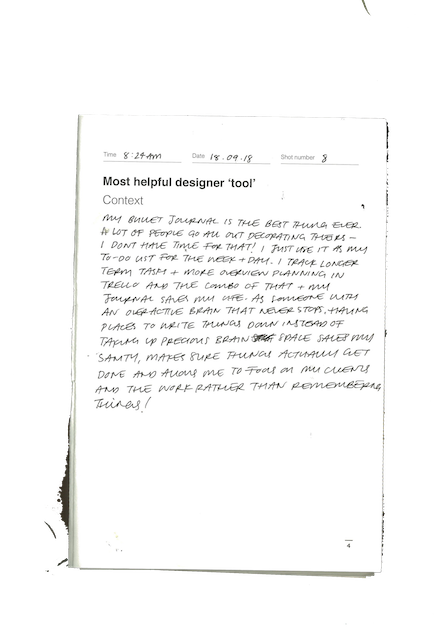 Time 8:24AM Date 18.09.18 Shot number 8
Most helpful designer 'tool'
Context
MY BULLET JOURNAL IS THE BEST THING EVER.
A LOT OF PEOPLE GO ALL OUT DECORATING THEIRS –
I DONT HAVE TIME FOR THAT! I JUST USE IT AS MY
TO-DO LIST FOR THE WEEK + DAY. I TRACK LONGER
TERM TASKS + MORE OVERVIEW PLANNING IN
TRELLO AND THE COMBO OF THAT + MY
JOURNAL SAVES MY LIFE. AS SOMEONE WITH
AN OVERACTIVE BRAIN THAT NEVER STOPS, HAVING
PLACES TO WRITE THINGS DOWN INSTEAD OF
TAKING UP PRECIOUS BRAIN SPACE SAVES MY
SANITY, MAKES SURE THINGS ACTUALLY GET
DONE AND ALLOWS ME TO FOCUS ON MY CLIENTS
AND THE WORK RATHER THAN REMEMBERING
THINGS!
4